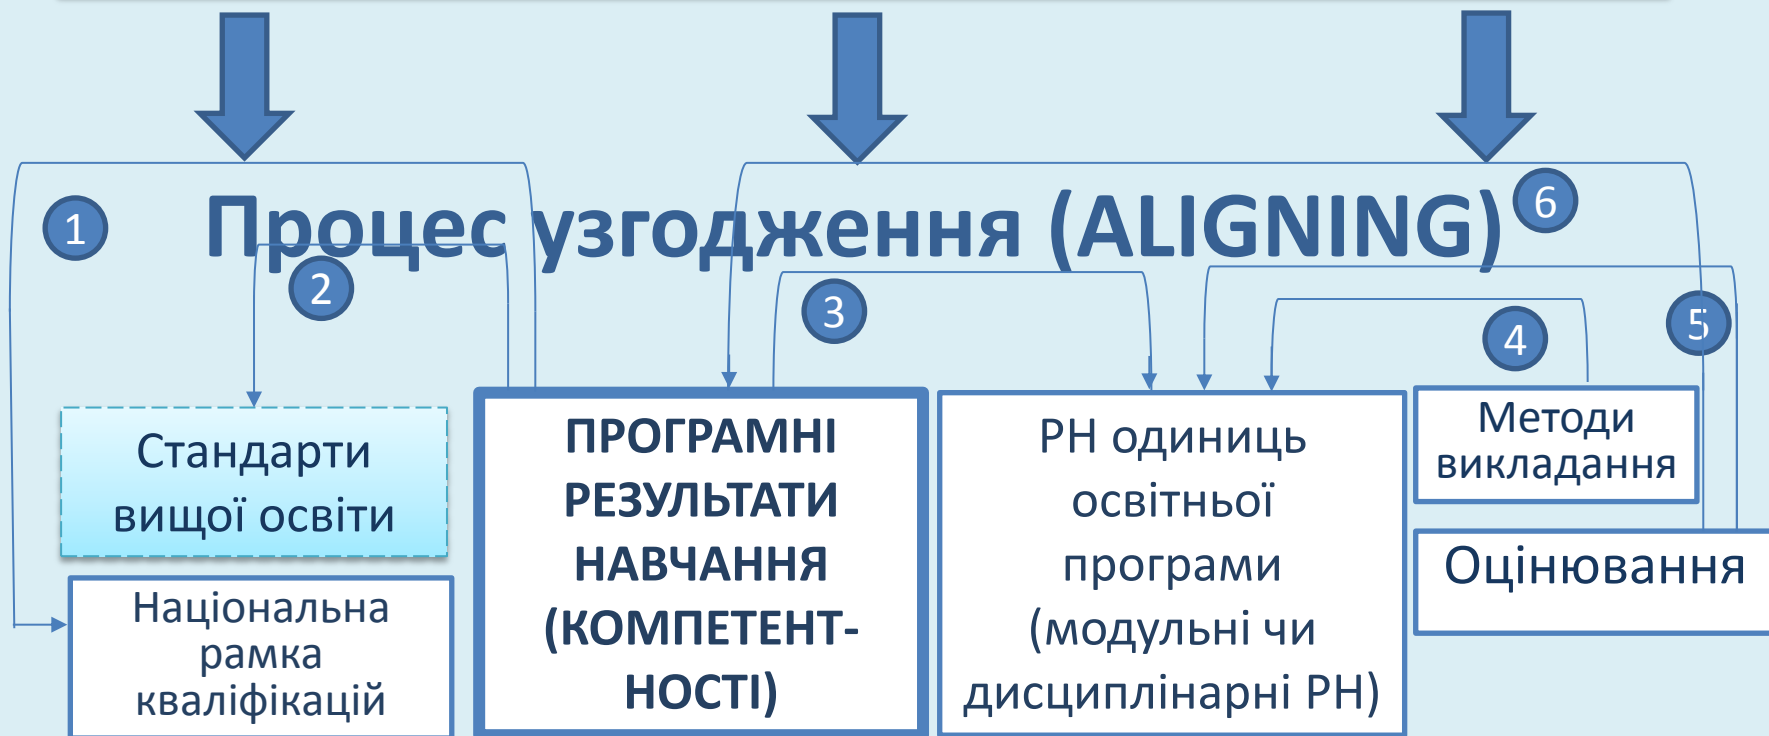 1
Процес узгодження (ALIGNING)
6
2
3
4
5
Стандарти
вищої освіти
Національна
рамка
кваліфікацій
ПРОГРАМНІ
РЕЗУЛЬТАТИ
НАВЧАННЯ
(КОМПЕТЕНТ-
НОСТІ)
РН одиниць
освітньої
програми
(модульні чи
дисциплінарні РН)
Методи
викладання
Оцінювання